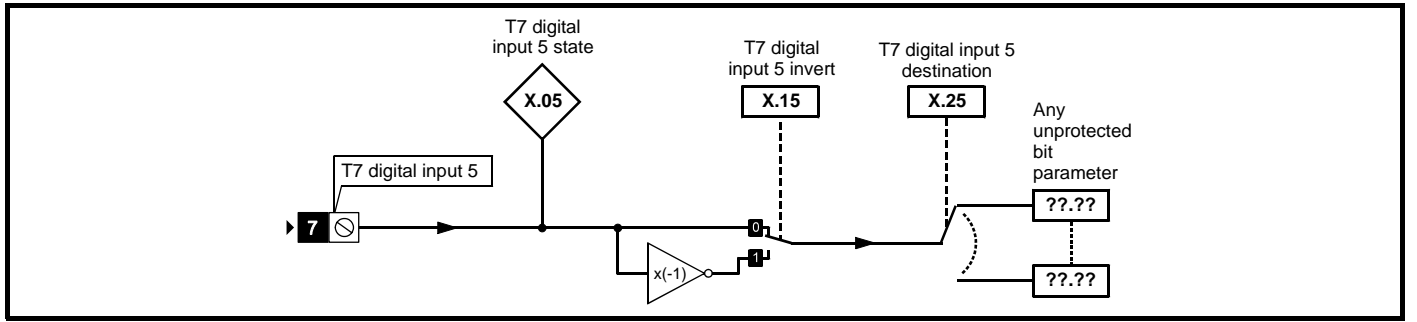 T7 digital
input 5 state
X.05
T7 digital
input 5 invert
X.15
T7 digital input 5
destination
X.25
Any
unprotected
bit
parameter
??.??
??.??
T7 digital input 5
7
0
1
x(-1)